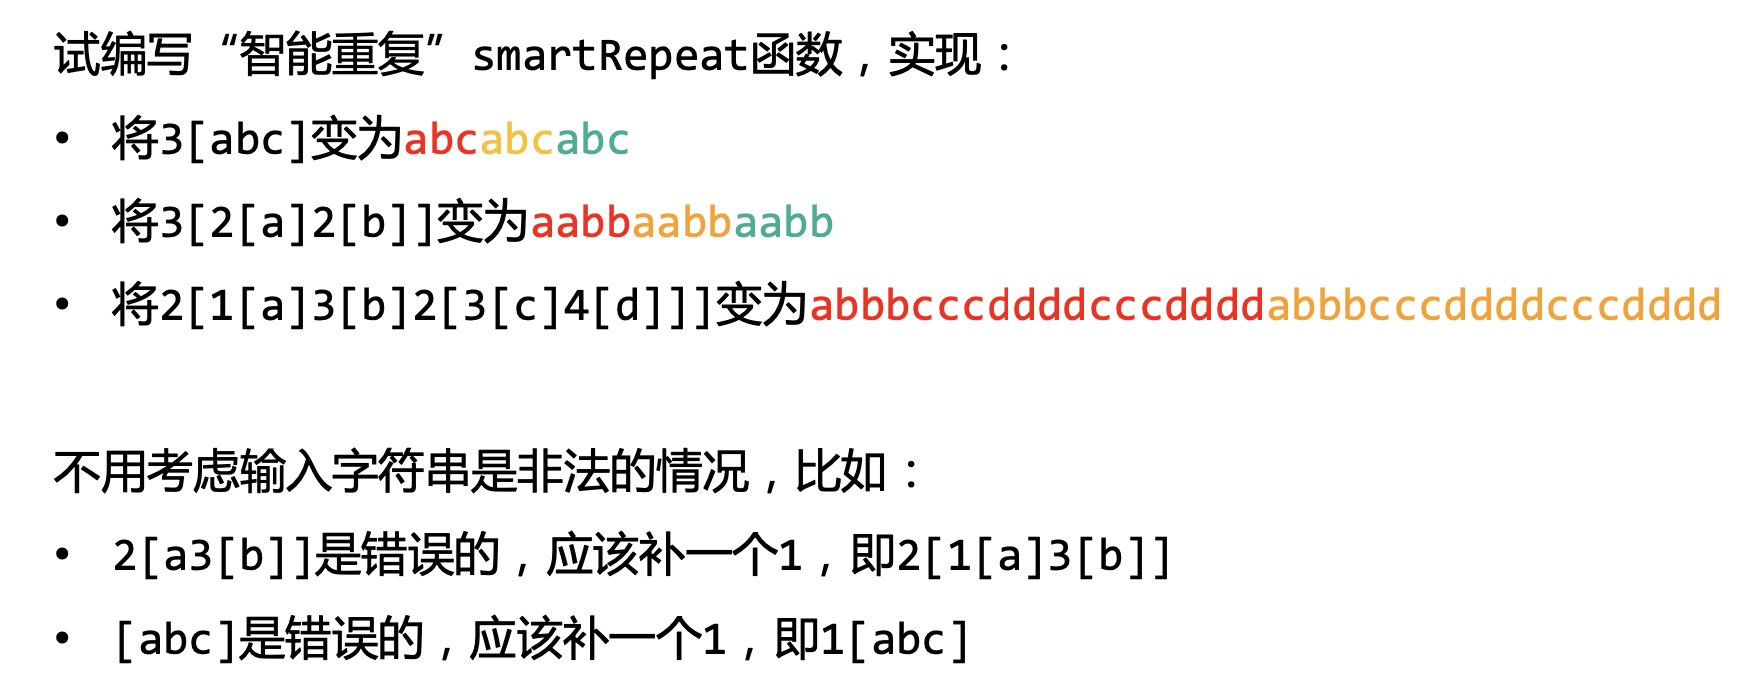 试编写“智能重复”smartRepeat函数，实现：
• 将3[abc]变为abcabcabc
• 将3[2[a]2[b]]变为aabbaabbaabb
• 将2[1[a]3[b]2[3[c]4[d]]]变为abbbcccddddcccddddabbbcccddddcccdddd
不用考虑输入字符串是非法的情况，比如：
• 2[a3[b]]是错误的，应该补一个1，即2[1[a]3[b]]
• [abc]是错误的，应该补一个1，即1[abc]